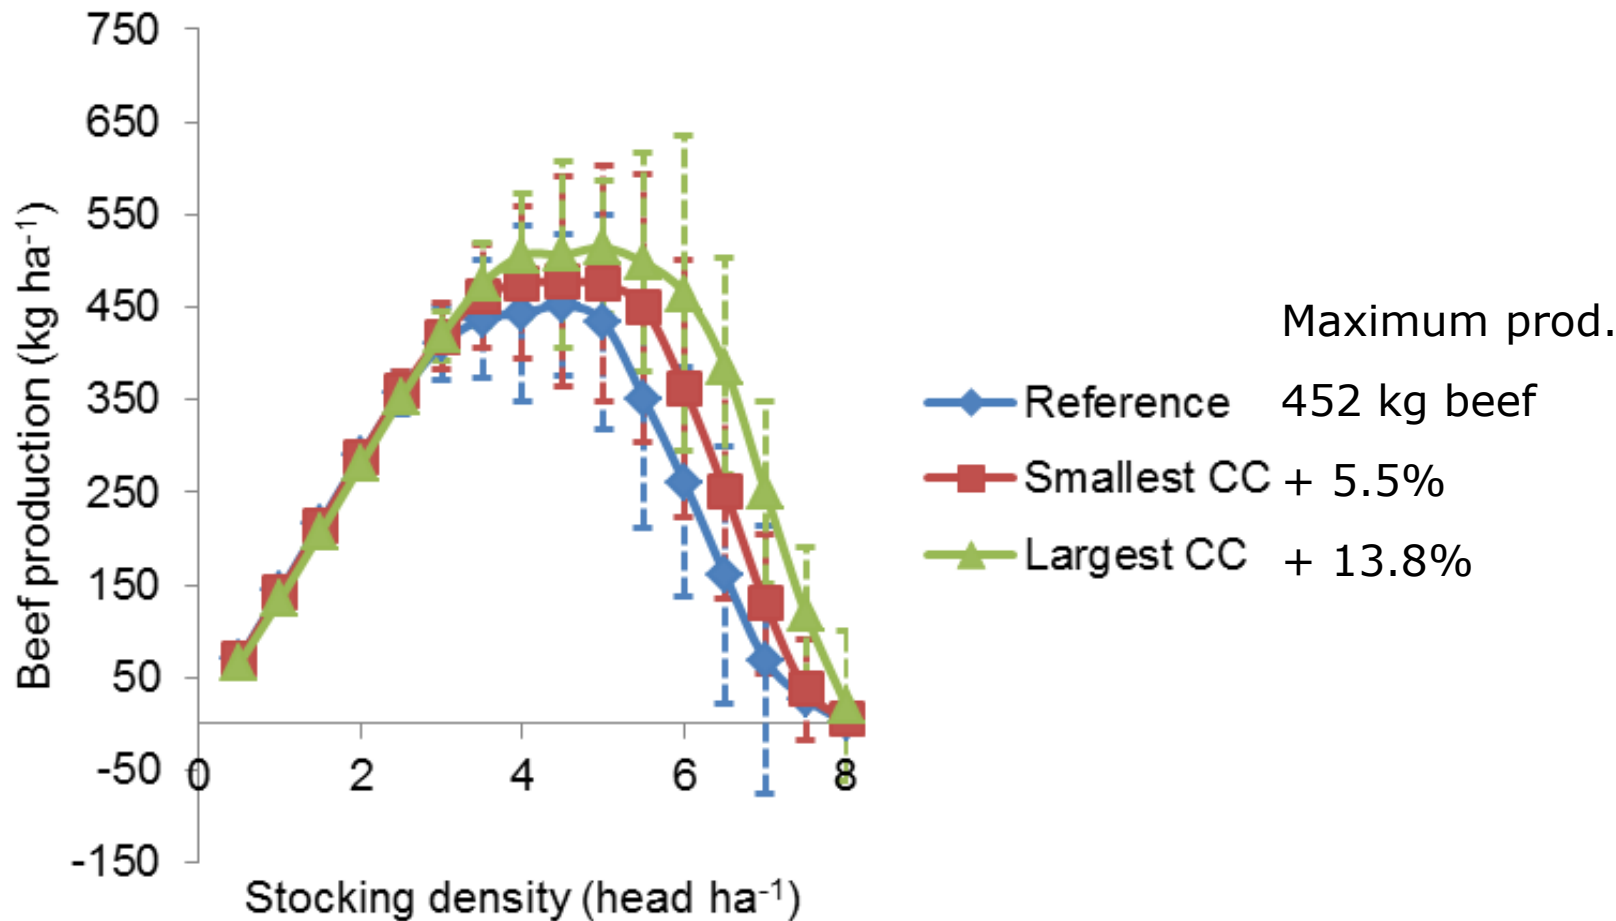 750
650
550
450
350
250
150
50
-50
-150
0 2 4 6 8
Beef production (kg ha⁻¹)
Stocking density (head ha⁻¹)
Maximum prod.
Reference 452 kg beef
Smallest CC + 5.5%
Largest CC + 13.8%